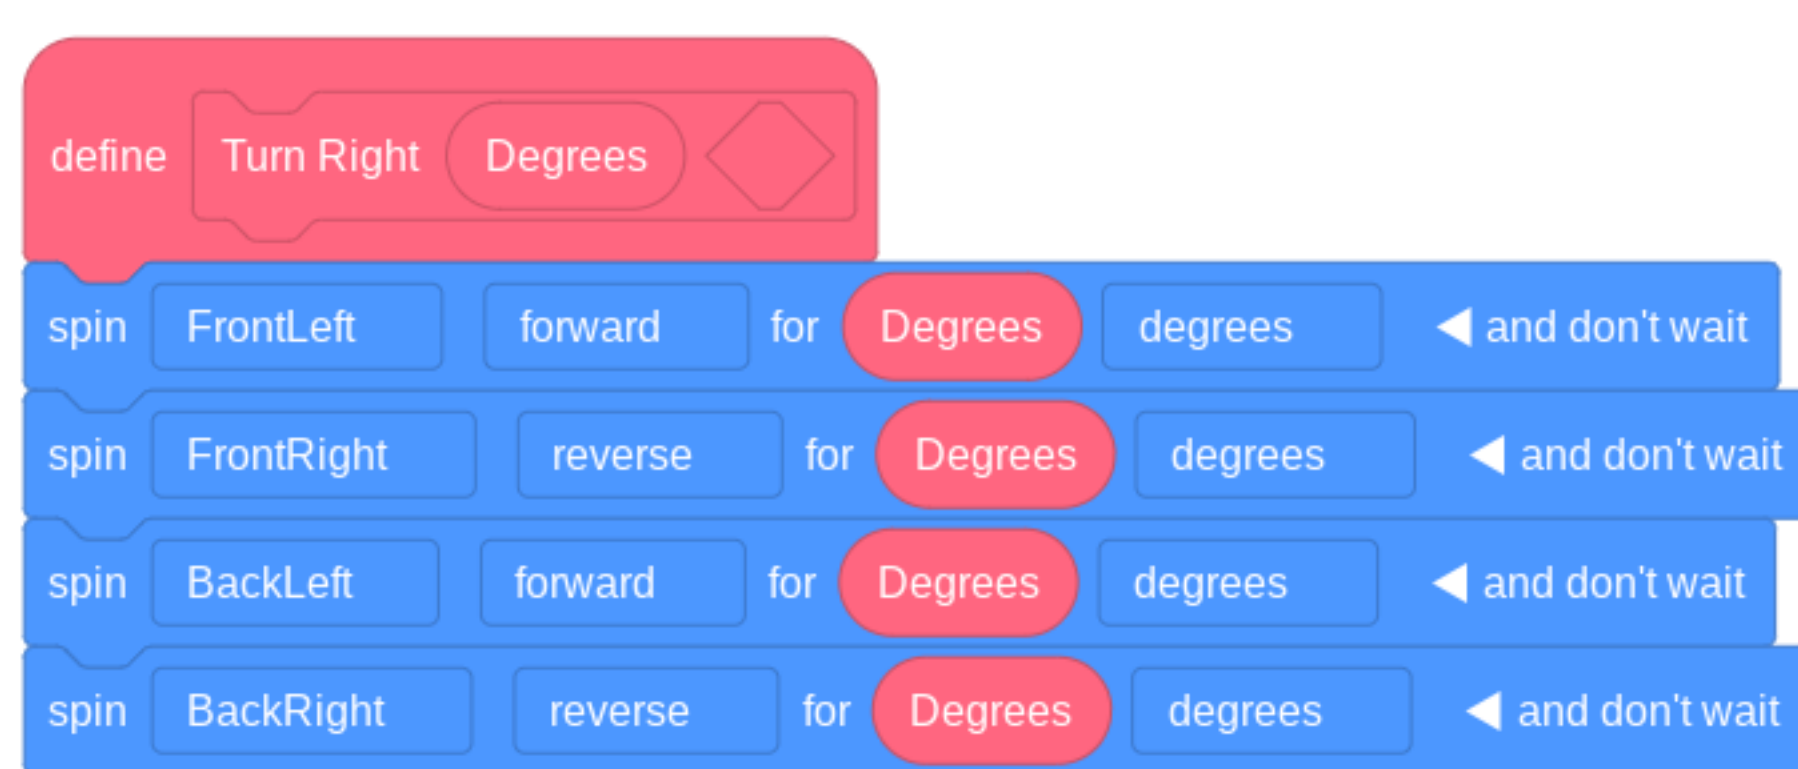 define Turn Right Degrees
spin FrontLeft forward for Degrees degrees and don't wait
spin FrontRight reverse for Degrees degrees and don't wait
spin BackLeft forward for Degrees degrees and don't wait
spin BackRight reverse for Degrees degrees and don't wait